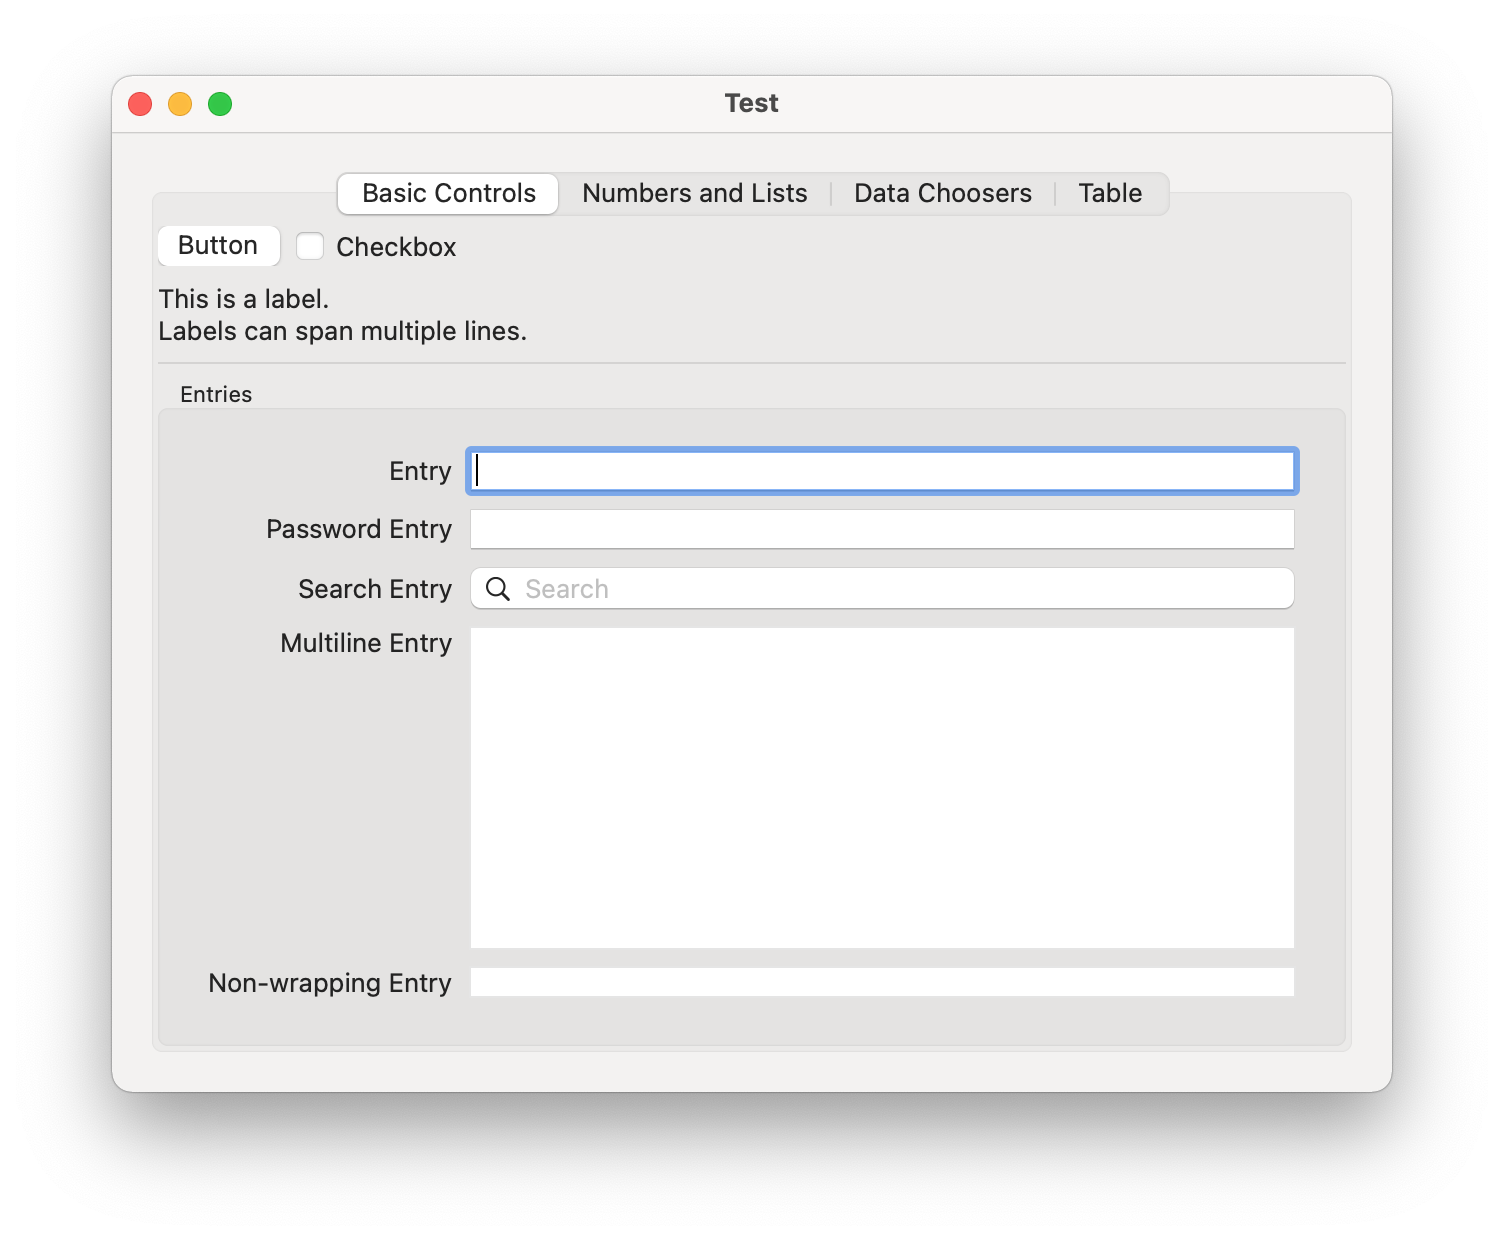 Test
Basic Controls Numbers and Lists Data Choosers Table
Button Checkbox
This is a label.
Labels can span multiple lines.
Entries
Entry
Password Entry
Search Entry Search
Multiline Entry
Non-wrapping Entry